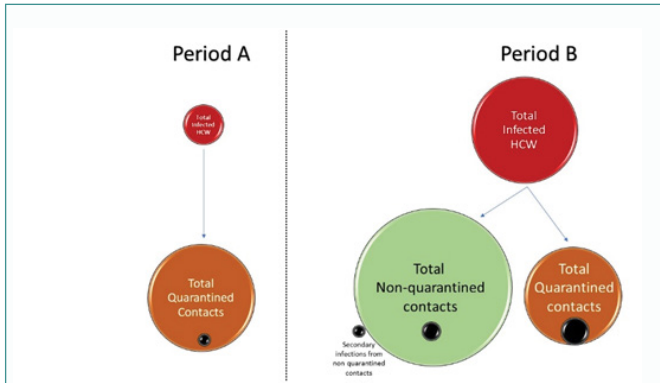 Period A
Period B
Total
Infected
HCW
Total
Infected
HCW
Total
Quarantined
Contacts
Total
Non-quarantined
contacts
Total
Quarantined
contacts
Secondary
infections from
non quarantined
contacts